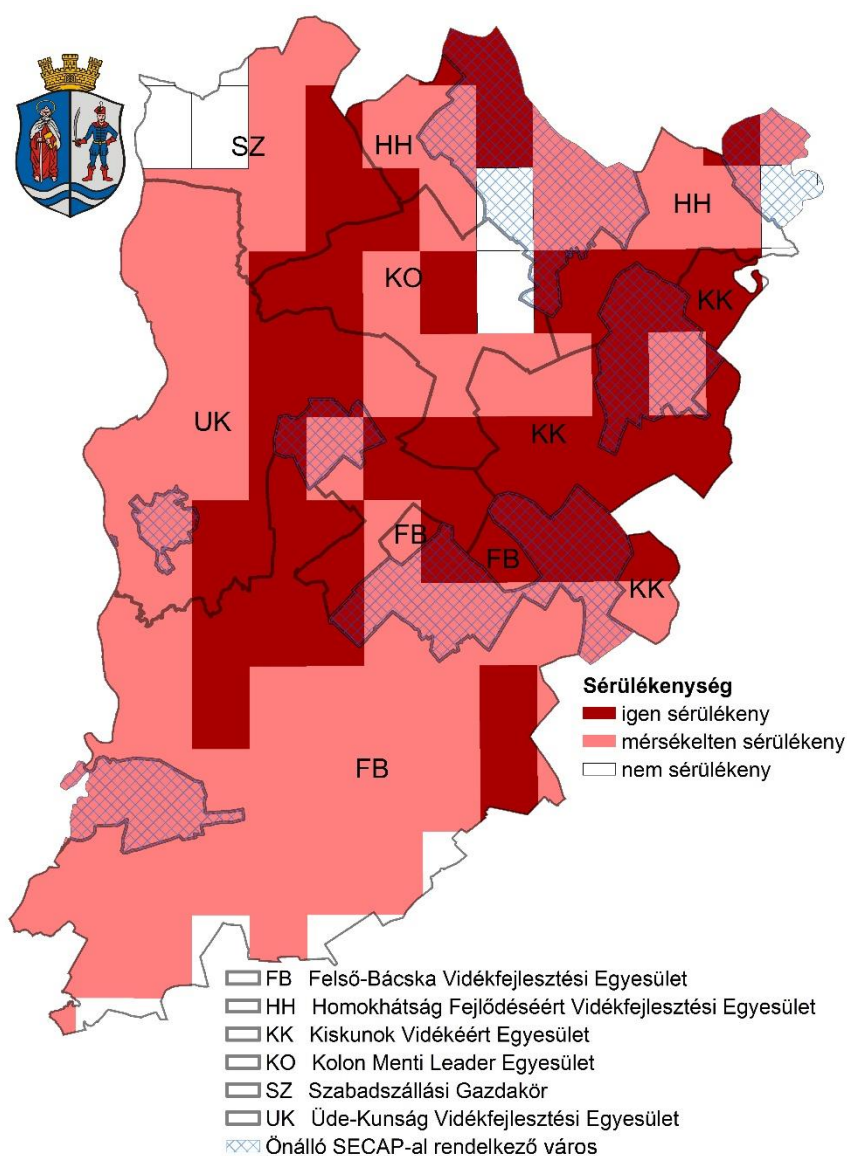 SZ
HH
HH
KO
KK
UK
KK
FB
FB
KK
Sérülékenység
igen sérülékeny
mérsékelten sérülékeny
nem sérülékeny
FB
FB Felső-Bácska Vidékfejlesztési Egyesület
HH Homokhátság Fejlődéséért Vidékfejlesztési Egyesület
KK Kiskunok Vidékéért Egyesület
KO Kolon Menti Leader Egyesület
SZ Szabadszállási Gazdakör
UK Üde-Kunság Vidékfejlesztési Egyesület
Önálló SECAP-al rendelkező város